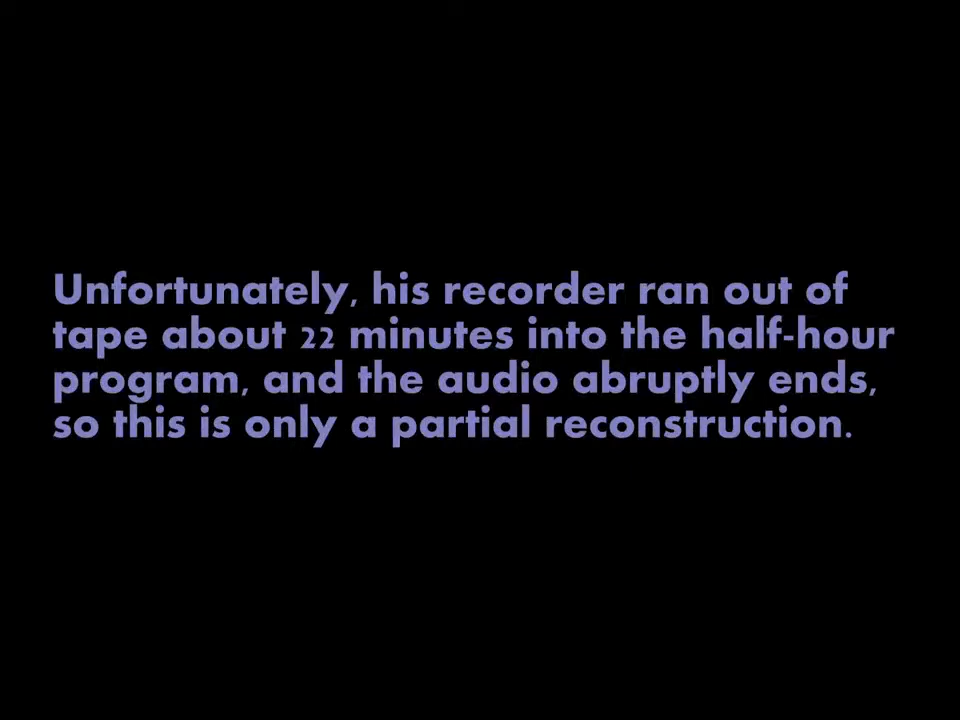 Unfortunately, his recorder ran out of
tape about 22 minutes into the half-hour
program, and the audio abruptly ends,
so this is only a partial reconstruction.